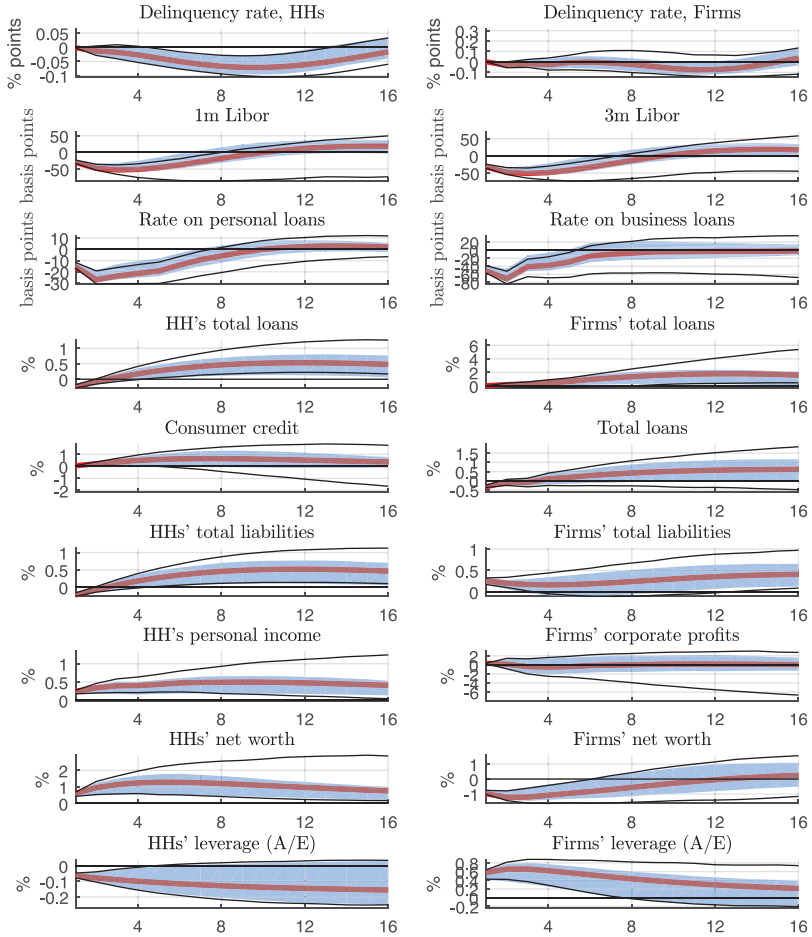 Delinquency rate, HHs
% points
0.05
0
-0.05
-0.1
4 8 12 16
Delinquency rate, Firms
% points
0.3
0.2
0.1
0
-0.1
4 8 12 16
1m Libor
basis points
50
0
-50
4 8 12 16
3m Libor
basis points
50
0
-50
4 8 12 16
Rate on personal loans
basis points
10
0
-10
-20
-30
4 8 12 16
Rate on business loans
basis points
20
0
-20
-40
-60
-80
4 8 12 16
HH's total loans
%
1
0.5
0
4 8 12 16
Firms' total loans
%
6
4
2
0
4 8 12 16
Consumer credit
%
1
0
-1
-2
4 8 12 16
Total loans
%
1.5
1
0.5
0
-0.5
4 8 12 16
HHs' total liabilities
%
1
0.5
0
4 8 12 16
Firms' total liabilities
%
1
0.5
0
4 8 12 16
HH's personal income
%
1
0.5
0
4 8 12 16
Firms' corporate profits
%
2
0
-2
-4
-6
4 8 12 16
HHs' net worth
%
2
1
0
4 8 12 16
Firms' net worth
%
1
0
-1
4 8 12 16
HHs' leverage (A/E)
%
0
-0.1
-0.2
4 8 12 16
Firms' leverage (A/E)
%
0.8
0.6
0.4
0.2
0
-0.2
4 8 12 16